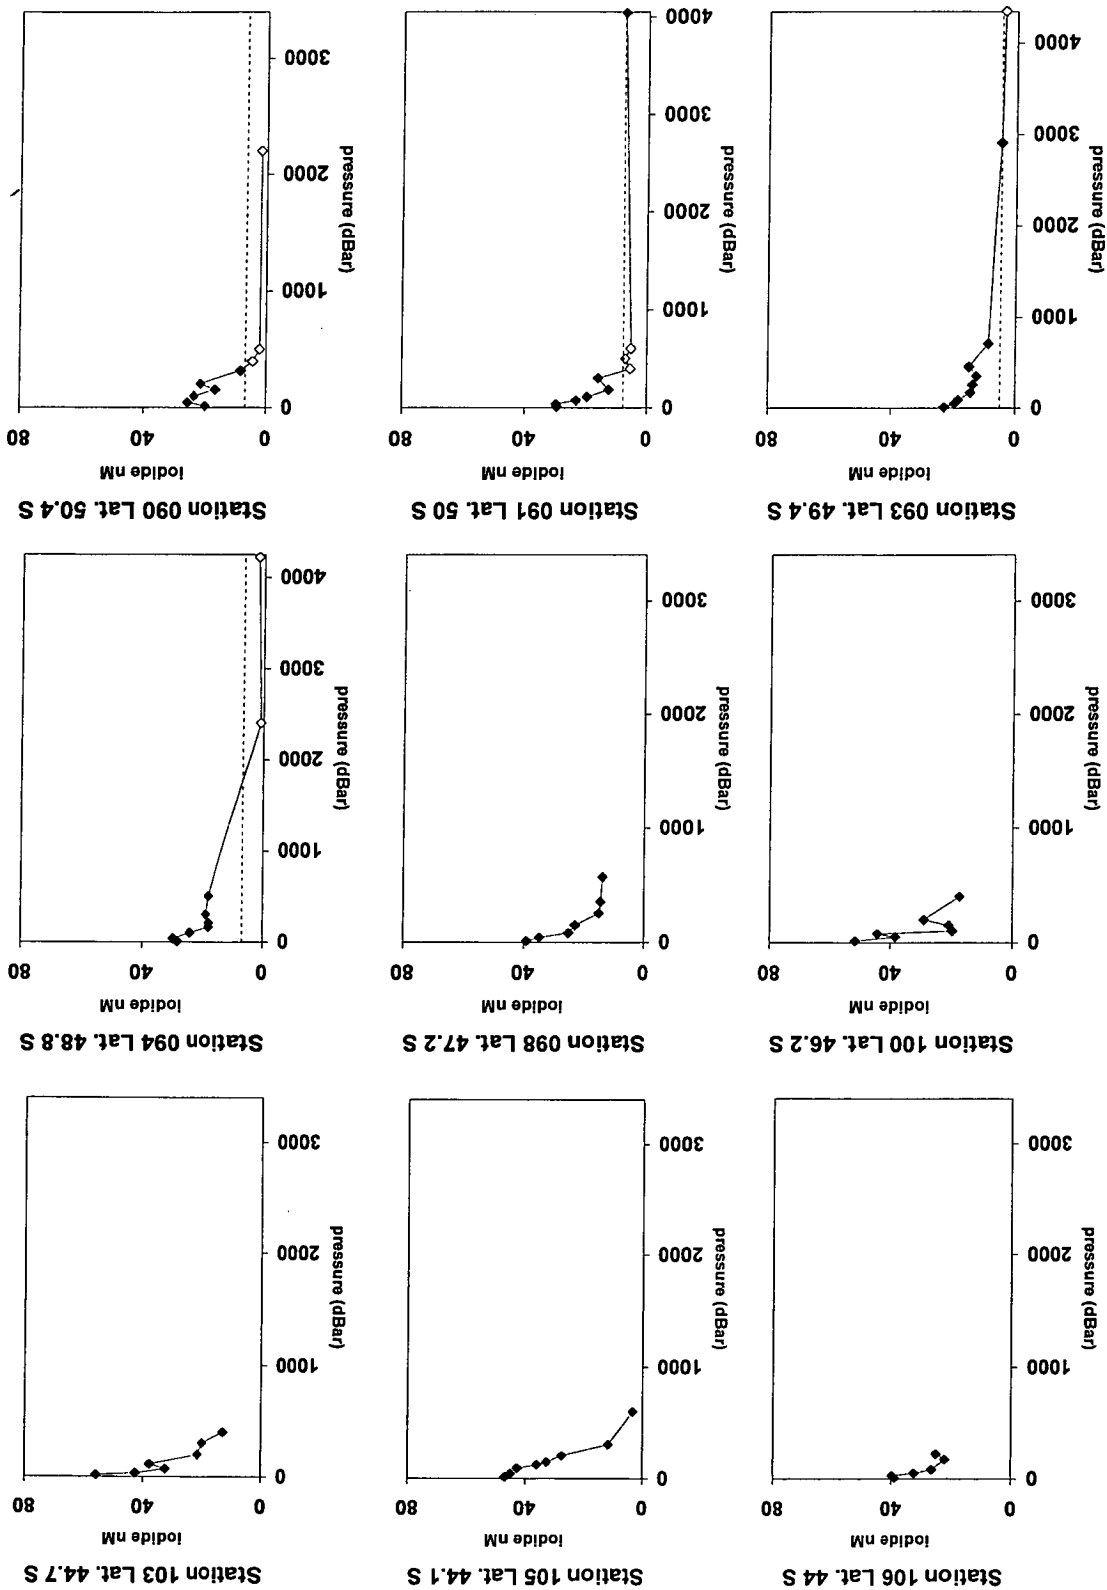 Station 106 Lat. 44 S
iodide nM
0 40 80
0
1000
2000
3000
pressure (dBar)
Station 105 Lat. 44.1 S
iodide nM
0 40 80
0
1000
2000
3000
pressure (dBar)
Station 103 Lat. 44.7 S
iodide nM
0 40 80
0
1000
2000
3000
pressure (dBar)
Station 100 Lat. 46.2 S
iodide nM
0 40 80
0
1000
2000
3000
pressure (dBar)
Station 098 Lat. 47.2 S
iodide nM
0 40 80
0
1000
2000
3000
pressure (dBar)
Station 094 Lat. 48.8 S
iodide nM
0 40 80
0
1000
2000
3000
4000
pressure (dBar)
Station 093 Lat. 49.4 S
iodide nM
0 40 80
0
1000
2000
3000
4000
pressure (dBar)
Station 091 Lat. 50 S
iodide nM
0 40 80
0
1000
2000
3000
4000
pressure (dBar)
Station 090 Lat. 50.4 S
iodide nM
0 40 80
0
1000
2000
3000
pressure (dBar)